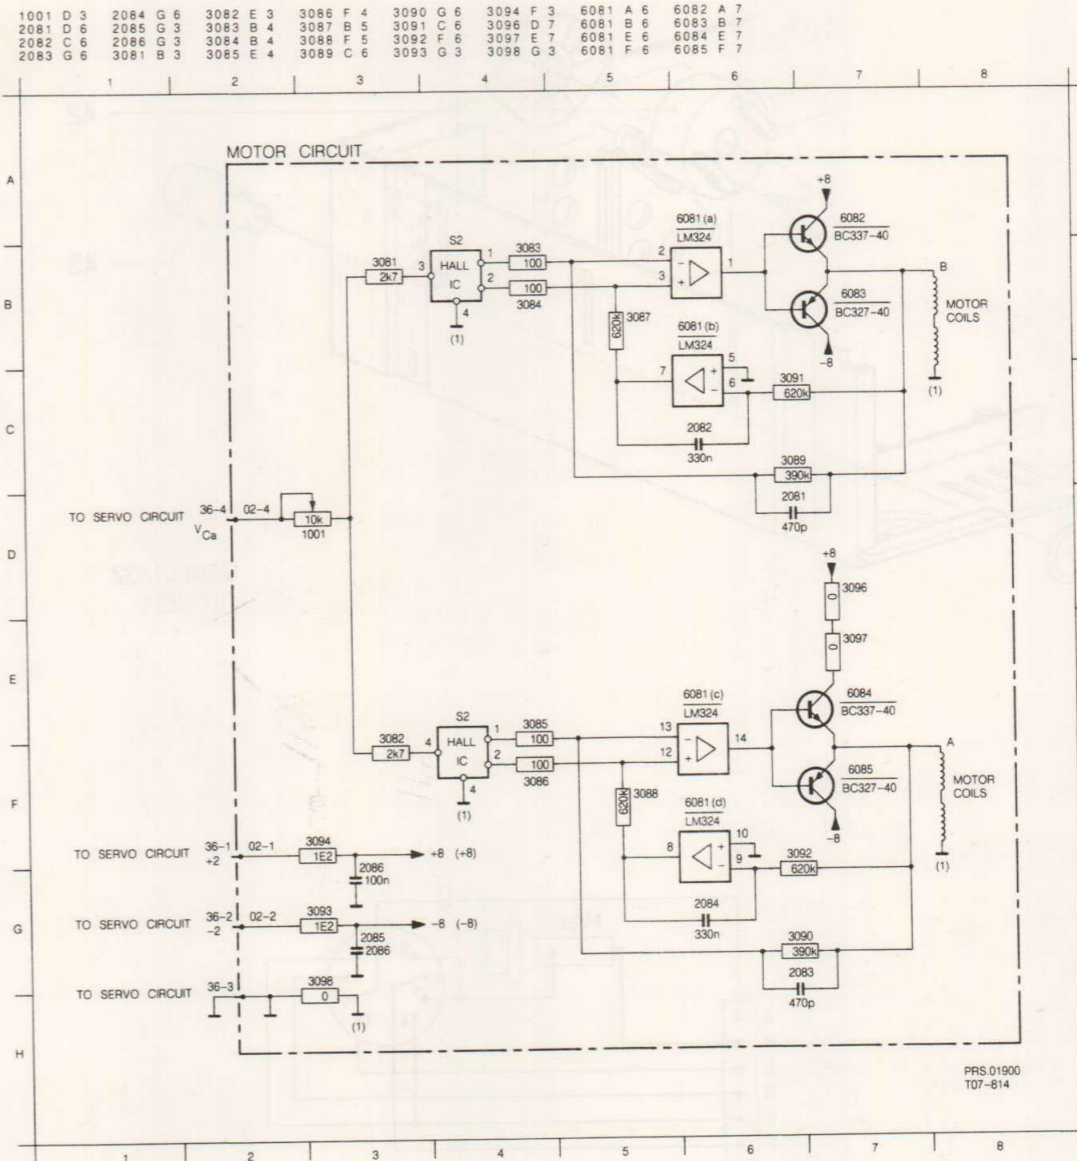 1001 D 3 2084 G 6 3082 E 3 3086 F 4 3090 G 6 3094 F 3 6081 A 6 6082 A 7
2081 D 6 2085 G 3 3083 B 4 3087 B 5 3091 C 6 3096 D 7 6081 B 6 6083 B 7
2082 C 6 2086 G 3 3084 B 4 3088 F 5 3092 F 6 3097 E 7 6081 E 6 6084 E 7
2083 G 6 3081 B 3 3085 E 4 3089 C 6 3093 G 3 3098 G 3 6081 F 6 6085 F 7
1 2 3 4 5 6 7 8
MOTOR CIRCUIT
A
+8
6081 (a)
LM324
6082
BC337-40
S2
3081
2k7
3
HALL
IC
1
2
4
(1)
3083
100
100
3084
2
3
-
+
1
B
B
6083
BC327-40
-8
MOTOR
COILS
(1)
3087
620k
6081 (b)
LM324
7
5
+
6
-
3091
620k
C
2082
330n
3089
390k
2081
470p
TO SERVO CIRCUIT
36-4 02-4
VCa
10k
1001
D
+8
3096
0
3097
0
E
6081 (c)
LM324
6084
BC337-40
S2
3082
2k7
4
HALL
IC
1
2
4
(1)
3085
100
100
3086
13
12
-
+
14
A
6085
BC327-40
-8
MOTOR
COILS
(1)
F
3088
620k
6081 (d)
LM324
8
10
+
9
-
3092
620k
TO SERVO CIRCUIT
36-1 02-1
+2
3094
1E2
+8 (+8)
2086
100n
G
2084
330n
TO SERVO CIRCUIT
36-2 02-2
-2
3093
1E2
-8 (-8)
2085
2086
3090
390k
2083
470p
TO SERVO CIRCUIT
36-3
3098
0
(1)
H
PRS.01900
T07-814
1 2 3 4 5 6 7 8